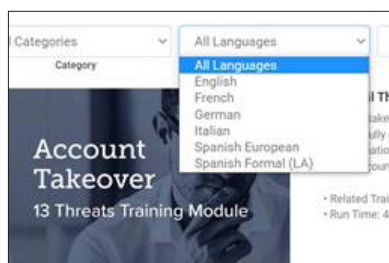 Categories
All Languages
Category
All Languages
English
French
German
Italian
Spanish European
Spanish Formal (LA)
Account
Takeover
13 Threats Training Module
• Related Trai
• Run Time: 4